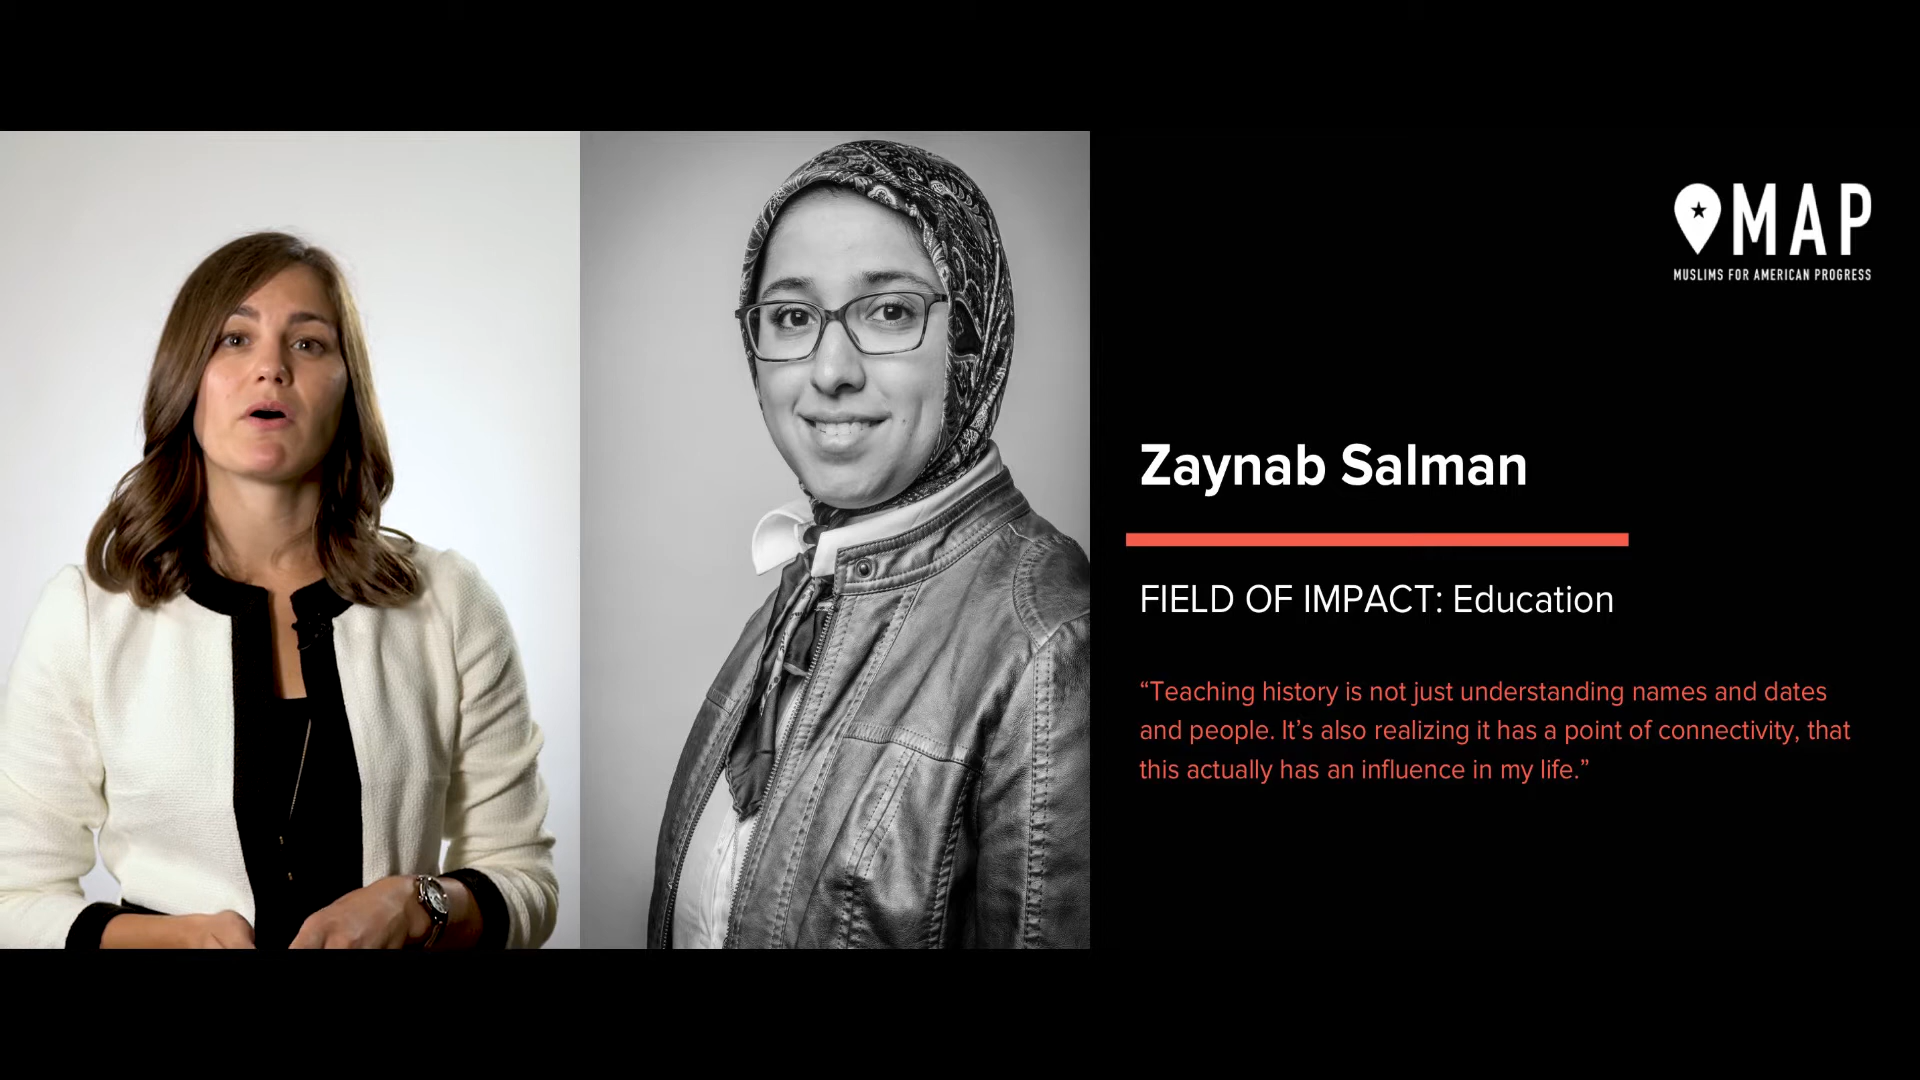 MAP
MUSLIMS FOR AMERICAN PROGRESS
Zaynab Salman
FIELD OF IMPACT: Education
“Teaching history is not just understanding names and dates
and people. It’s also realizing it has a point of connectivity, that
this actually has an influence in my life.”